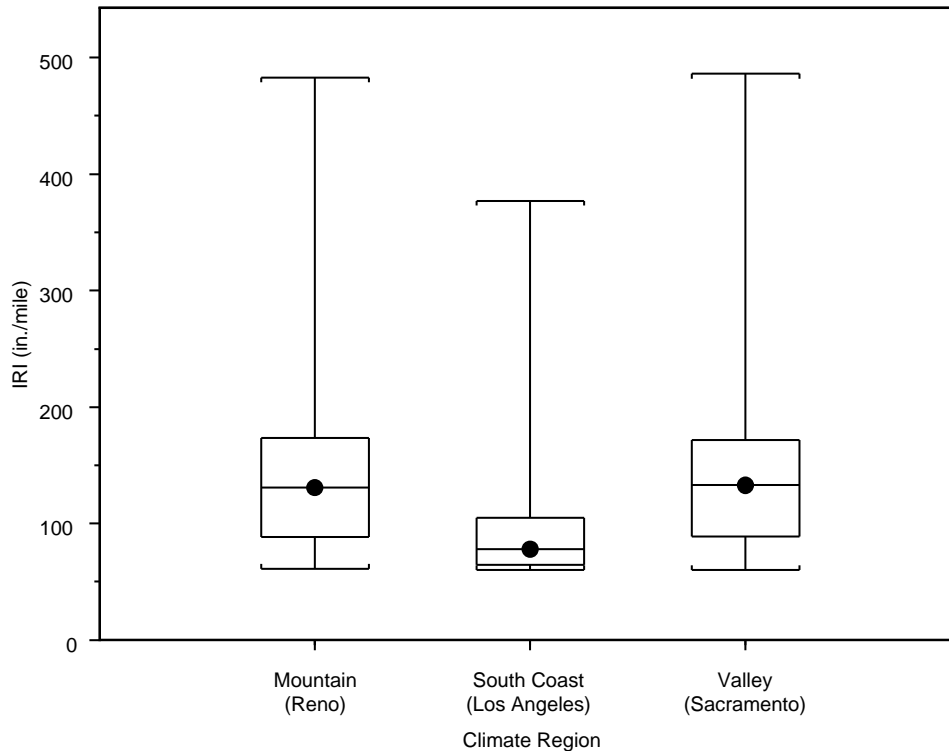 500
400
300
200
100
0
IRI (in./mile)
Mountain
(Reno)
South Coast
(Los Angeles)
Valley
(Sacramento)
Climate Region